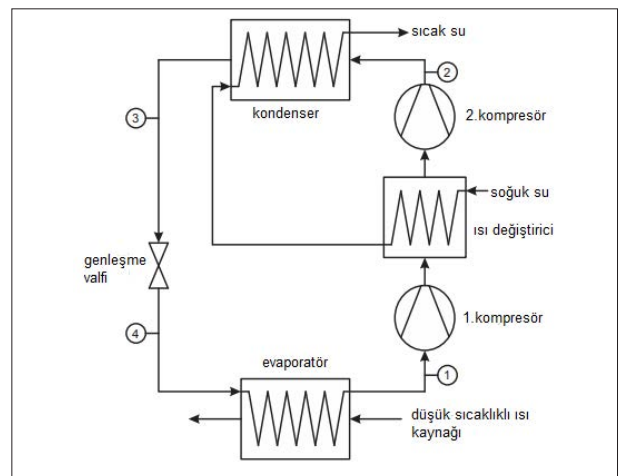 sıcak su
2
3
kondenser
2.kompresör
soğuk su
ısı değiştirici
genleşme
valfi
1.kompresör
4
evaporatör
1
düşük sıcaklıklı ısı
kaynağı